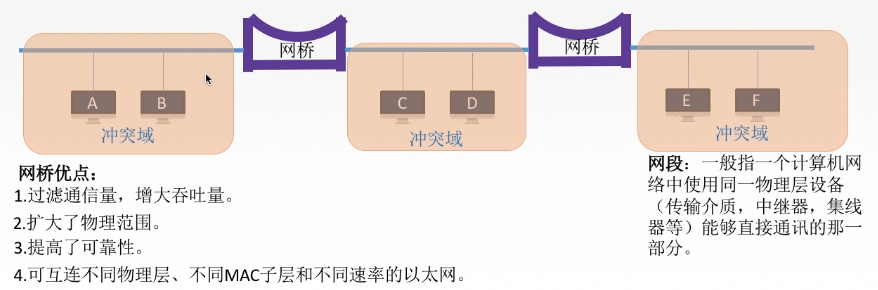 网桥
网桥
A
B
C
D
E
F
冲突域
冲突域
冲突域
网桥优点：
1.过滤通信量，增大吞吐量。
2.扩大了物理范围。
3.提高了可靠性。
4.可互连不同物理层、不同MAC子层和不同速率的以太网。
网段：一般指一个计算机网
络中使用同一物理层设备
（传输介质，中继器，集线
器等）能够直接通讯的那一
部分。